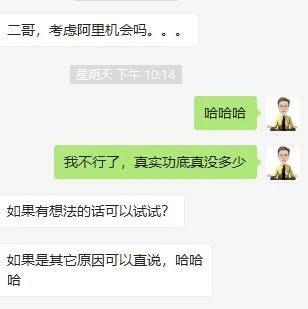 二哥，考虑阿里机会吗。。。
星期天 下午 10:14
哈哈哈
我不行了，真实功底真没多少
如果有想法的话可以试试？
如果是其它原因可以直说，哈哈
哈